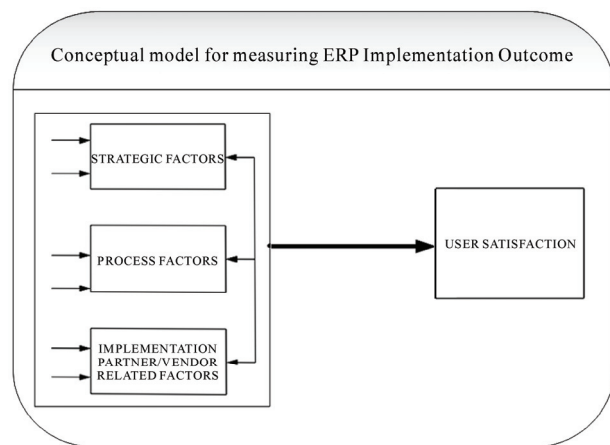 Conceptual model for measuring ERP Implementation Outcome
STRATEGIC FACTORS
PROCESS FACTORS
IMPLEMENTATION
PARTNER/VENDOR
RELATED FACTORS
USER SATISFACTION